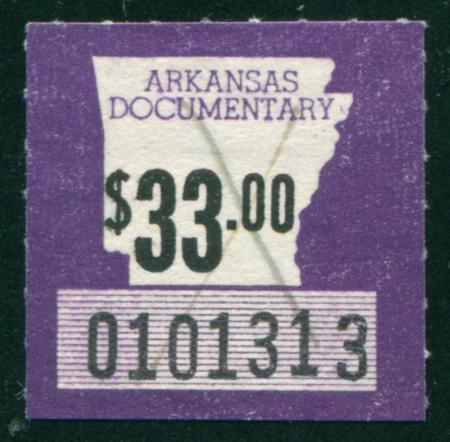 ARKANSAS
DOCUMENTARY
$33.00
0101313